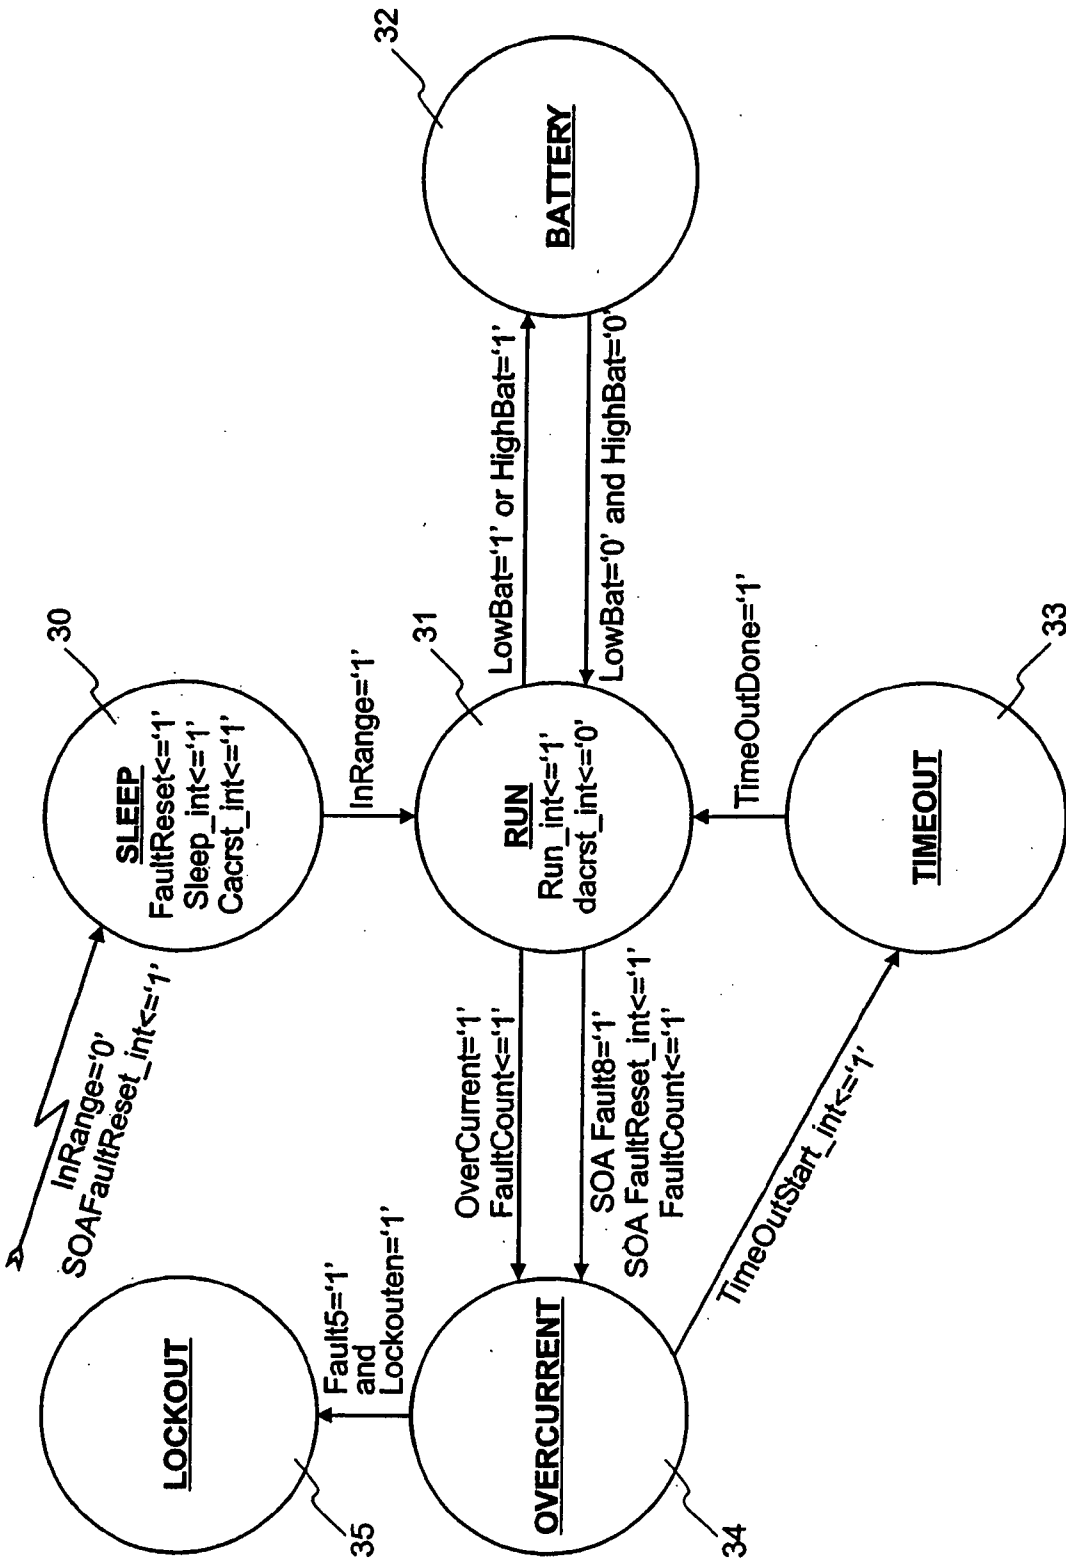 InRange='0'
SOAFaultReset_int<='1'
30
SLEEP
FaultReset<='1'
Sleep_int<='1'
Cacrst_int<='1'
InRange='1'
LOCKOUT
35
Fault5='1'
and
Lockouten='1'
OVERCURRENT
34
OverCurrent='1'
FaultCount<='1'
SOA Fault8='1'
SOA FaultReset_int<='1'
FaultCount<='1'
31
RUN
Run_int<='1'
dacrst_int<='0'
LowBat='1' or HighBat='1'
LowBat='0' and HighBat='0'
32
BATTERY
TimeOutStart_int<='1'
TimeOutDone='1'
TIMEOUT
33